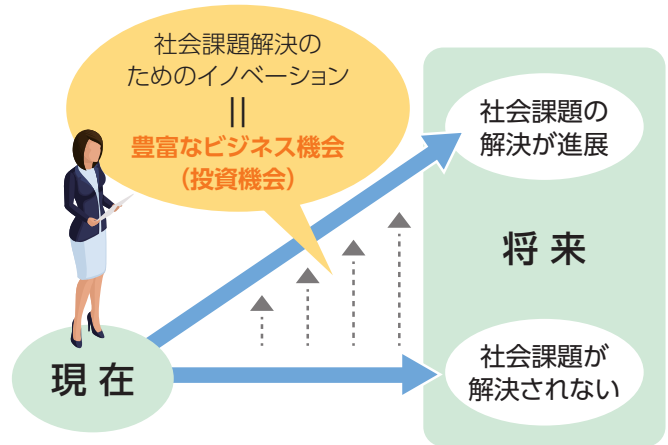 社会課題解決の
ためのイノベーション
||
豊富なビジネス機会
（投資機会）
社会課題の
解決が進展
将来
社会課題が
解決されない
現在